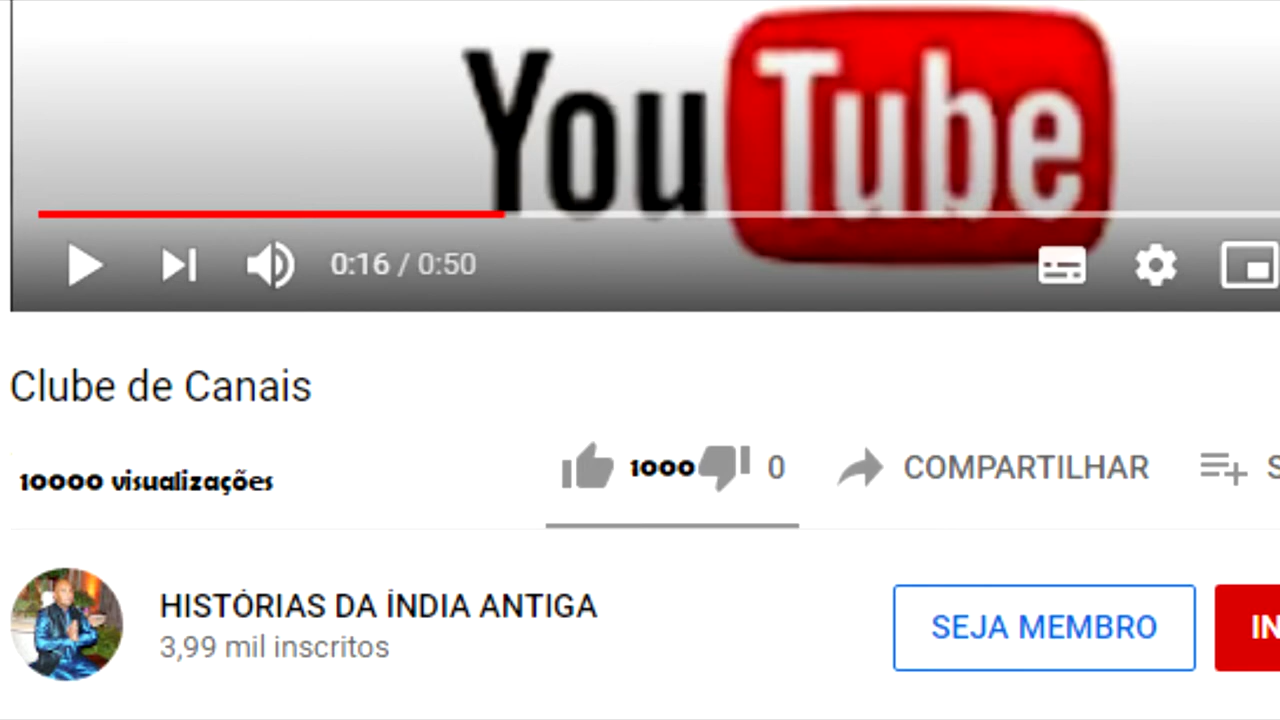 YouTube
0:16 / 0:50
Clube de Canais
10000 visualizações
1000 0 COMPARTILHAR S
HISTÓRIAS DA ÍNDIA ANTIGA
3,99 mil inscritos
SEJA MEMBRO IN